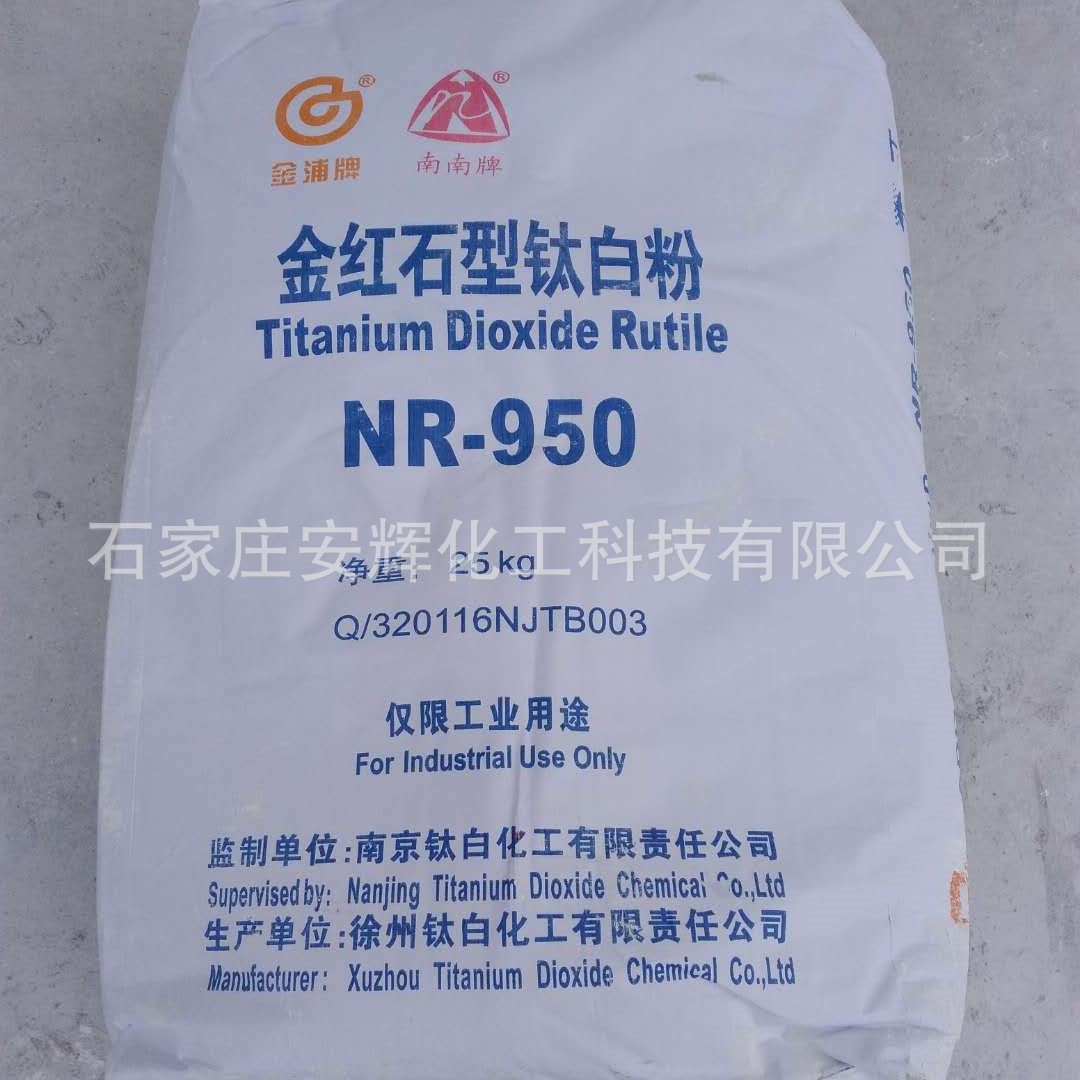 金浦牌 ® 南南牌 ®
金红石型钛白粉
Titanium Dioxide Rutile
NR-950
石家庄安辉化工科技有限公司
净重: 25 kg
Q/320116NJTB003
仅限工业用途
For Industrial Use Only
监制单位:南京钛白化工有限责任公司
Supervised by: Nanjing Titanium Dioxide Chemical Co.,Ltd
生产单位:徐州钛白化工有限责任公司
Manufacturer: Xuzhou Titanium Dioxide Chemical Co.,Ltd